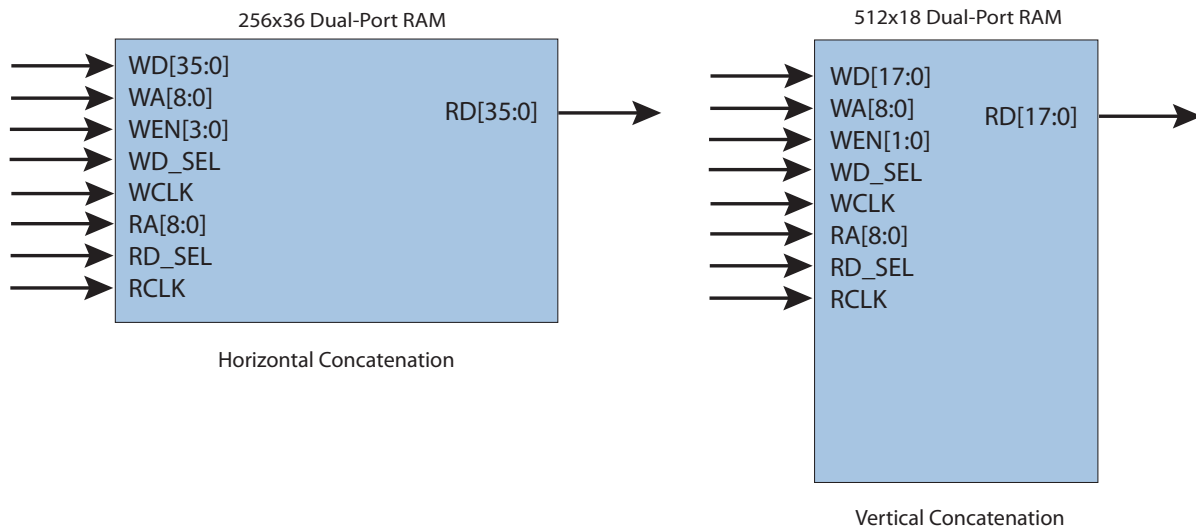 256x36 Dual-Port RAM
WD[35:0]
WA[8:0]
WEN[3:0]
WD_SEL
WCLK
RA[8:0]
RD_SEL
RCLK
RD[35:0]
Horizontal Concatenation
512x18 Dual-Port RAM
WD[17:0]
WA[8:0]
WEN[1:0]
WD_SEL
WCLK
RA[8:0]
RD_SEL
RCLK
RD[17:0]
Vertical Concatenation